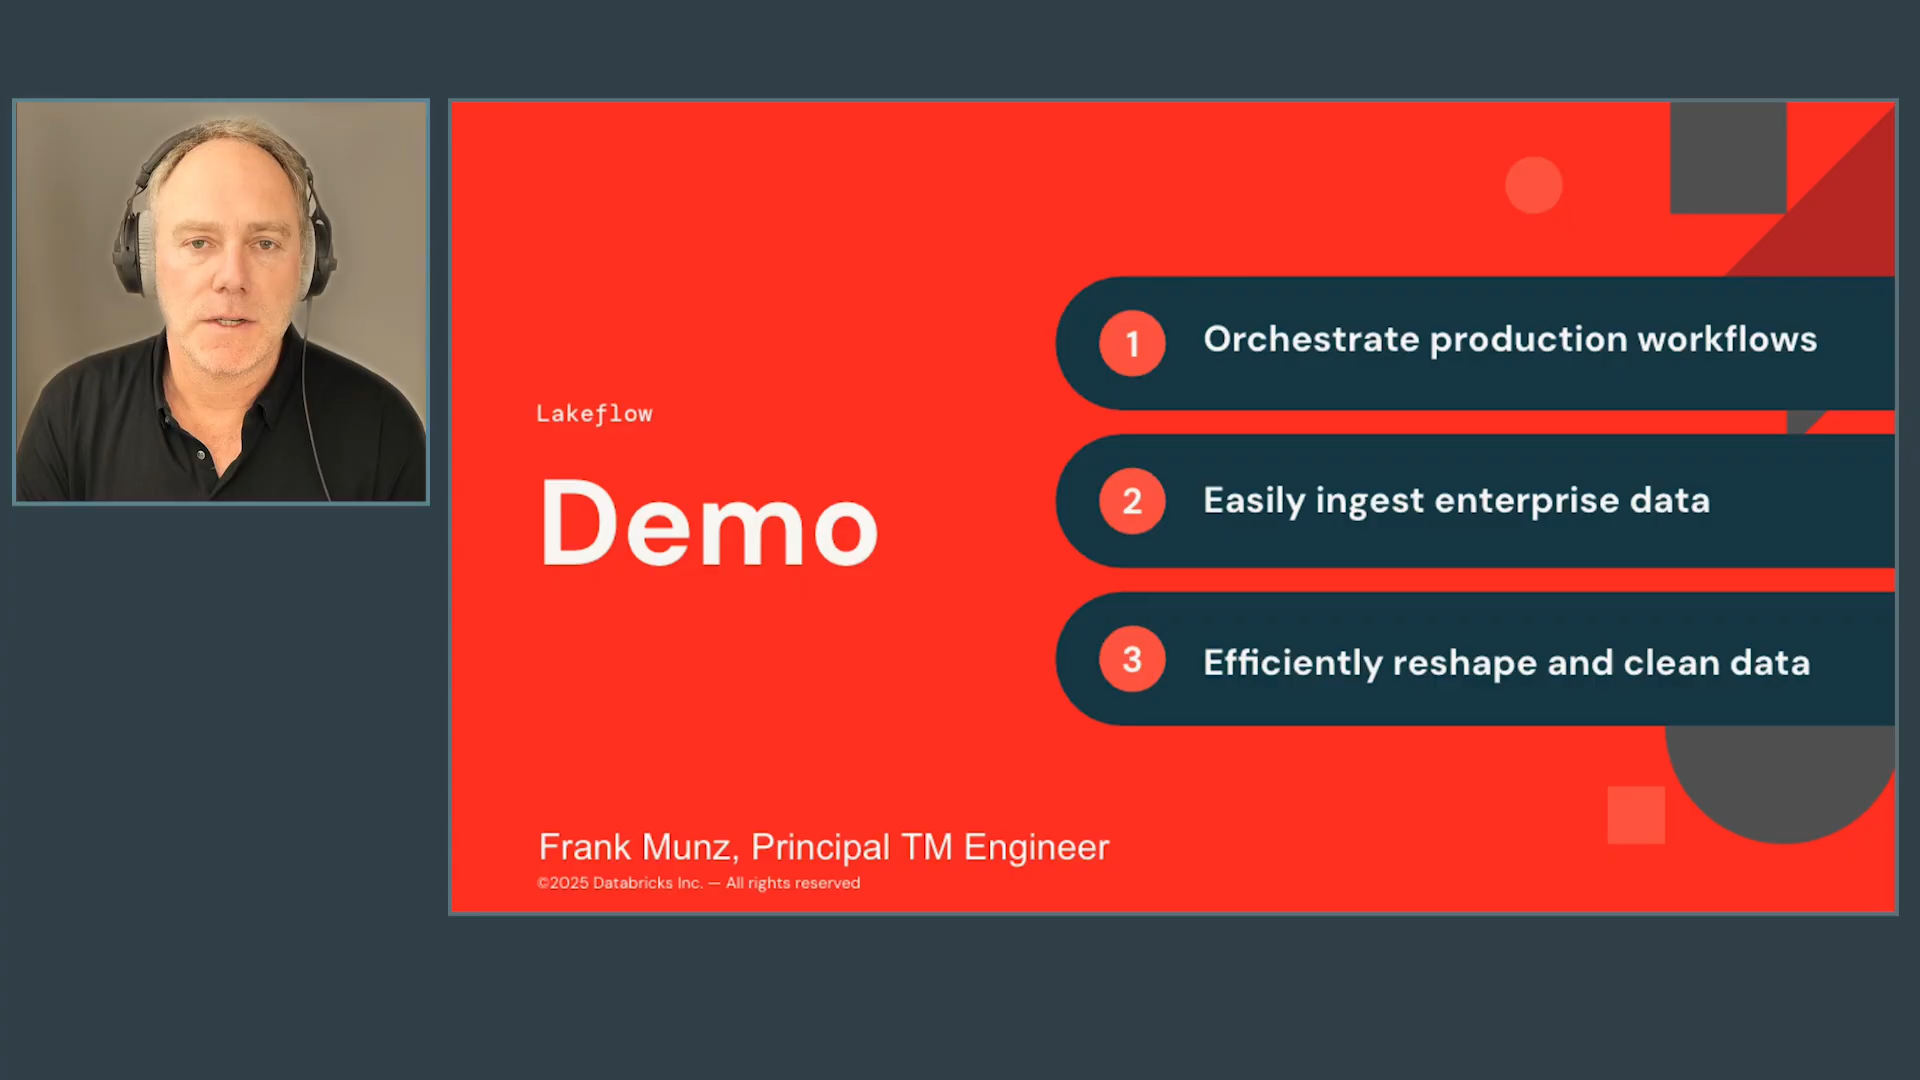 Lakeflow
Demo
1 Orchestrate production workflows
2 Easily ingest enterprise data
3 Efficiently reshape and clean data
Frank Munz, Principal TM Engineer
©2025 Databricks Inc. — All rights reserved